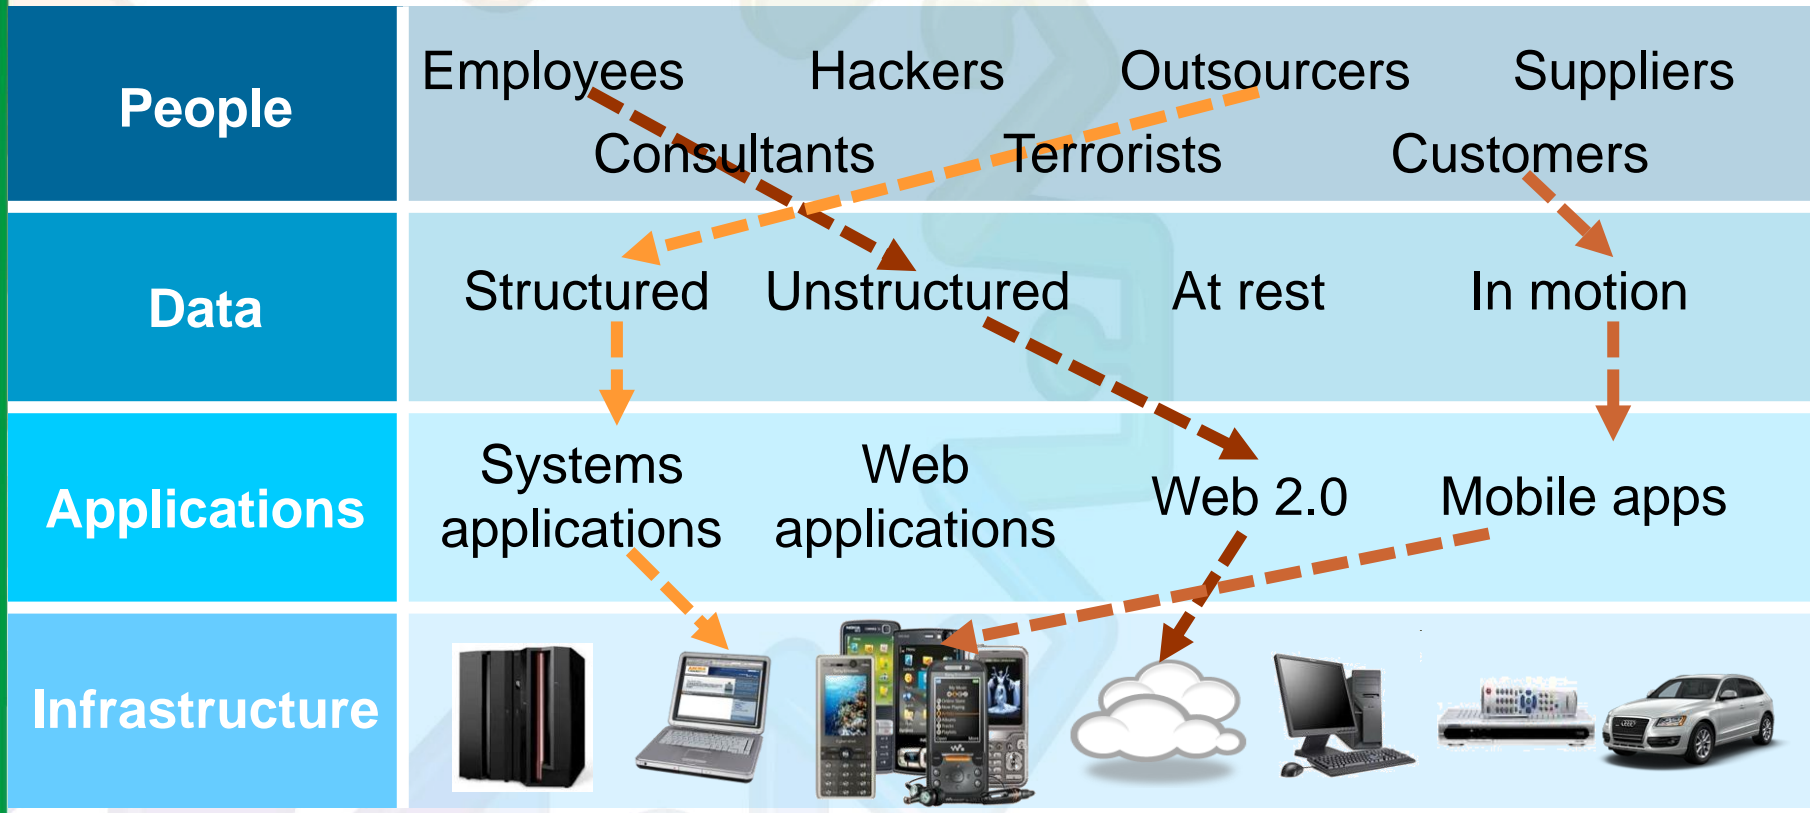 People
Employees Hackers Outsourcers Suppliers
Consultants Terrorists Customers
Data
Structured Unstructured At rest In motion
Applications
Systems applications
Web applications
Web 2.0
Mobile apps
Infrastructure